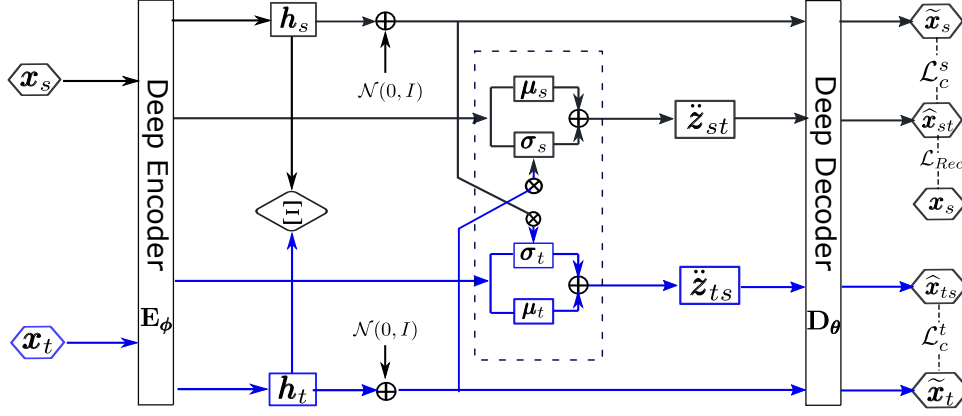 x_s
x_t
Deep Encoder
E_ϕ
h_s
N(0, I)
[Ξ]
N(0, I)
h_t
μ_s
σ_s
σ_t
μ_t
z̈_st
z̈_ts
Deep Decoder
D_θ
x̃_s
L_c^s
x̂_st
L_Rec
x_s
x̂_ts
L_c^t
x̃_t